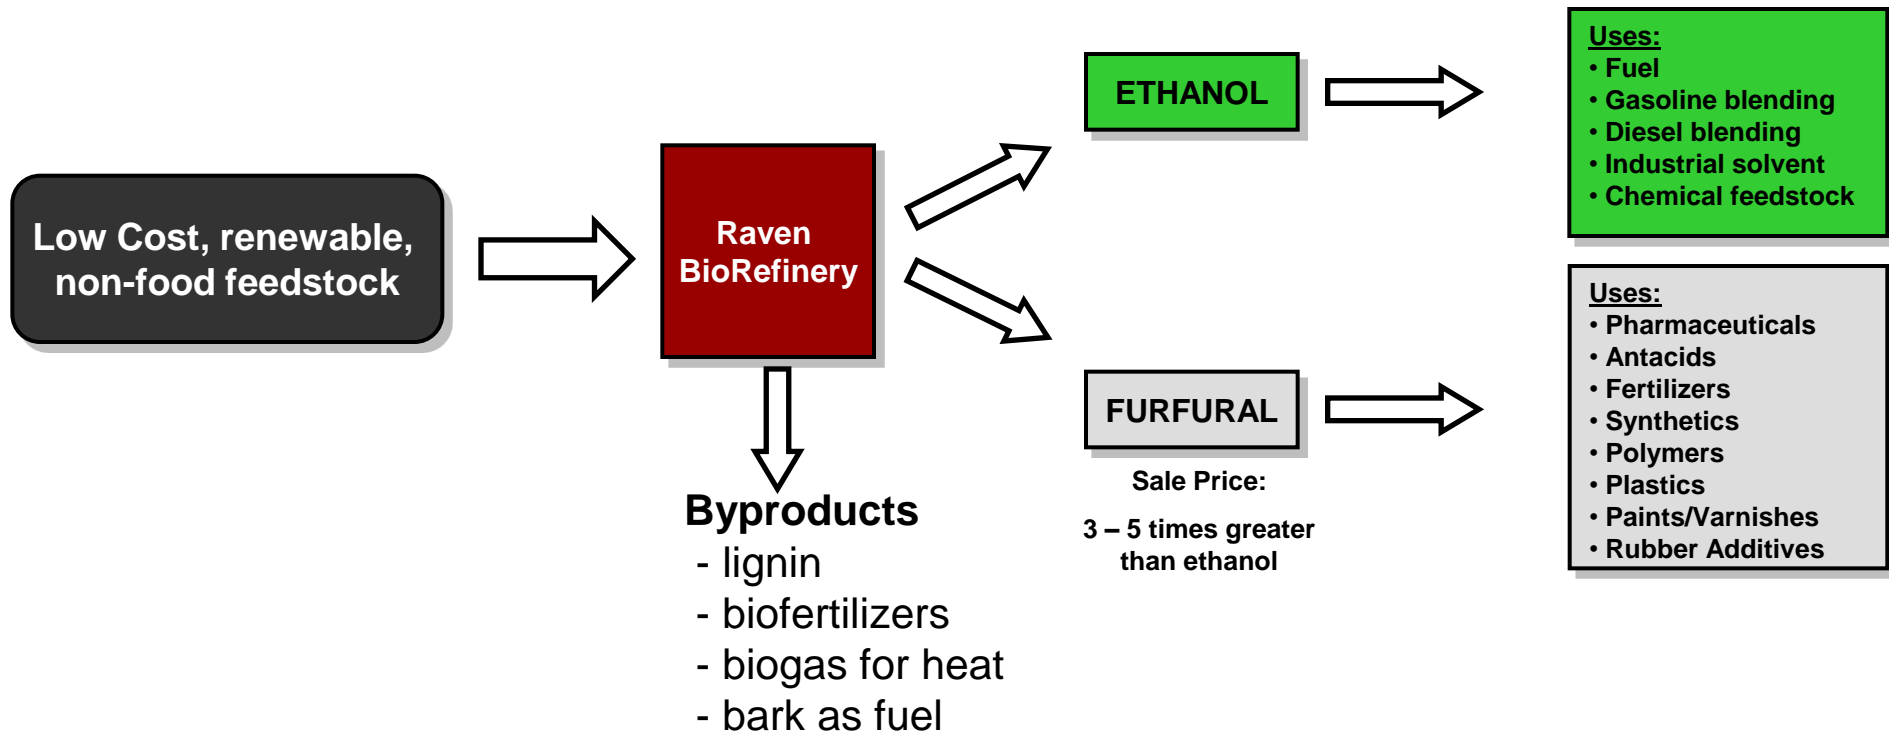 Low Cost, renewable,
non-food feedstock
Raven
BioRefinery
Byproducts
- lignin
- biofertilizers
- biogas for heat
- bark as fuel
ETHANOL
Uses:
• Fuel
• Gasoline blending
• Diesel blending
• Industrial solvent
• Chemical feedstock
FURFURAL
Sale Price:
3 – 5 times greater
than ethanol
Uses:
• Pharmaceuticals
• Antacids
• Fertilizers
• Synthetics
• Polymers
• Plastics
• Paints/Varnishes
• Rubber Additives